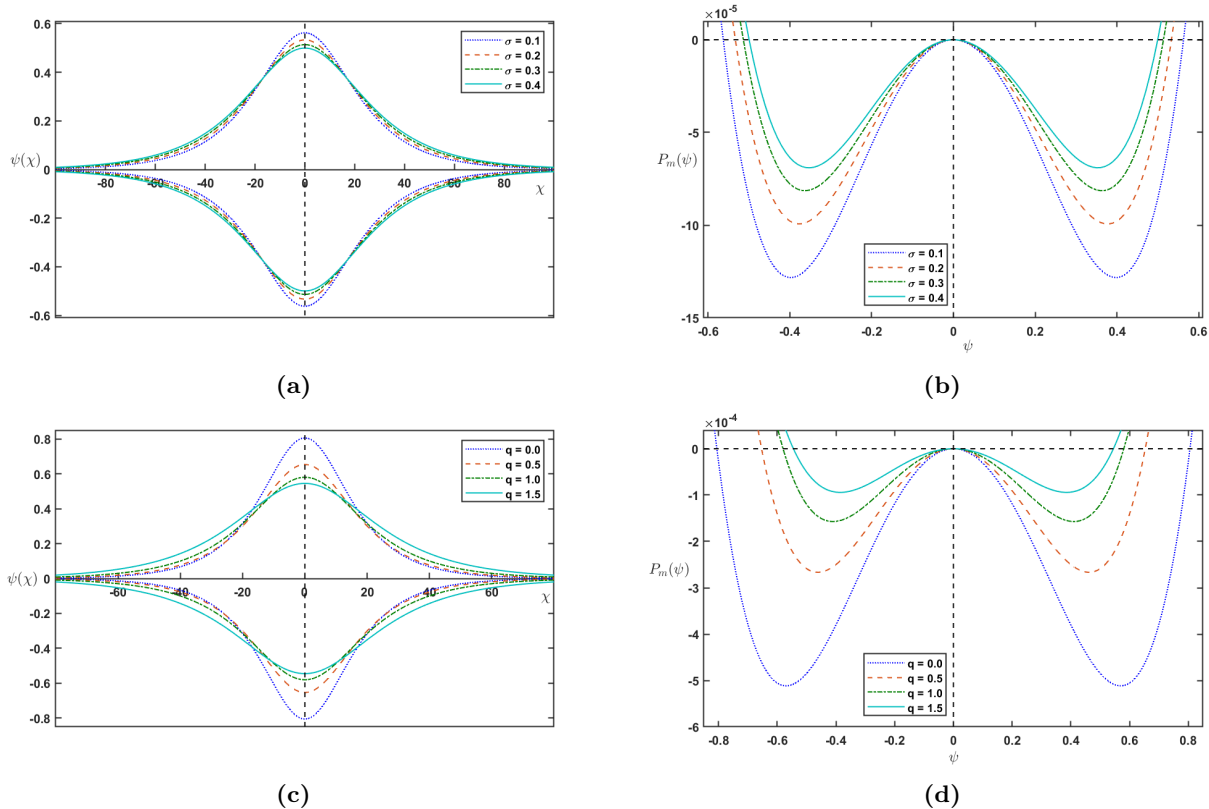 0.6
0.4
0.2
ψ(χ)
0
-0.2
-0.4
-0.6
-80 -60 -40 -20 0 20 40 60 80
χ
σ = 0.1
σ = 0.2
σ = 0.3
σ = 0.4
(a)
×10⁻⁵
0
-5
Pₘ(ψ)
-10
-15
σ = 0.1
σ = 0.2
σ = 0.3
σ = 0.4
-0.6 -0.4 -0.2 0 0.2 0.4 0.6
ψ
(b)
0.8
0.6
0.4
0.2
ψ(χ) 0
-0.2
-0.4
-0.6
-0.8
-60 -40 -20 0 20 40 60
χ
q = 0.0
q = 0.5
q = 1.0
q = 1.5
(c)
×10⁻⁴
0
-1
-2
Pₘ(ψ)
-3
-4
-5
-6
q = 0.0
q = 0.5
q = 1.0
q = 1.5
-0.8 -0.6 -0.4 -0.2 0 0.2 0.4 0.6 0.8
ψ
(d)